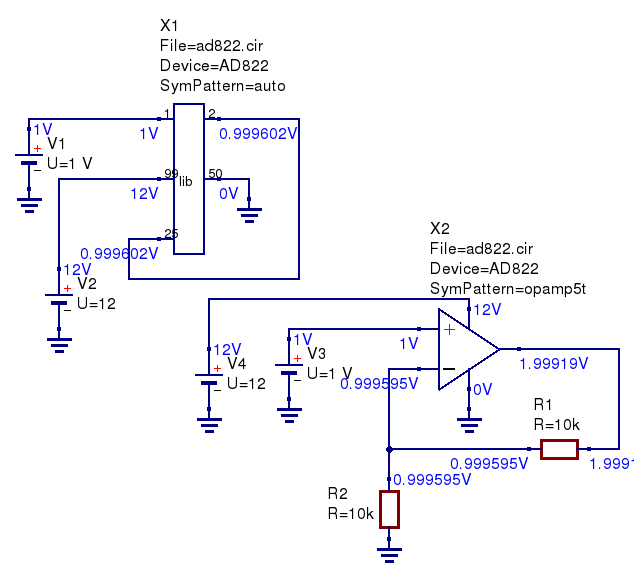 X1
File=ad822.cir
Device=AD822
SymPattern=auto
1
2
1V
1V
0.999602V
+
V1
U=1 V
−
99
lib
50
12V
0V
25
0.999602V
12V
+
V2
U=12
−
X2
File=ad822.cir
Device=AD822
SymPattern=opamp5t
12V
1V
1V
+
12V
+
V4
U=12
−
+
V3
U=1 V
−
0.999595V
−
0V
1.99919V
R1
R=10k
0.999595V
1.9991
0.999595V
R2
R=10k